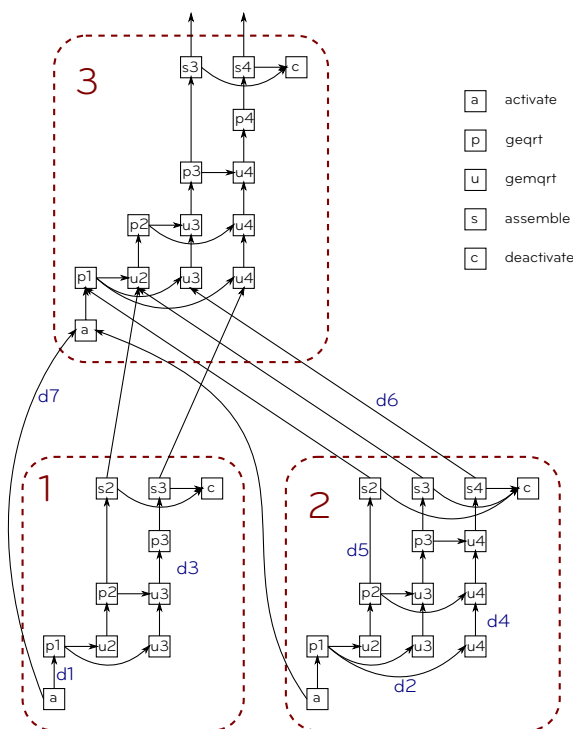 s3 s4 c
3
a activate
p4
p geqrt
p3 u4
u gemqrt
p2 u3 u4
s assemble
c deactivate
p1 u2 u3 u4
a
d7
d6
1
2
s2 s3 c
s2 s3 s4 c
p3
p3 u4
d5
d3
p2 u3
p2 u3 u4
d4
p1 u2 u3
p1 u2 u3 u4
d1
d2
a
a